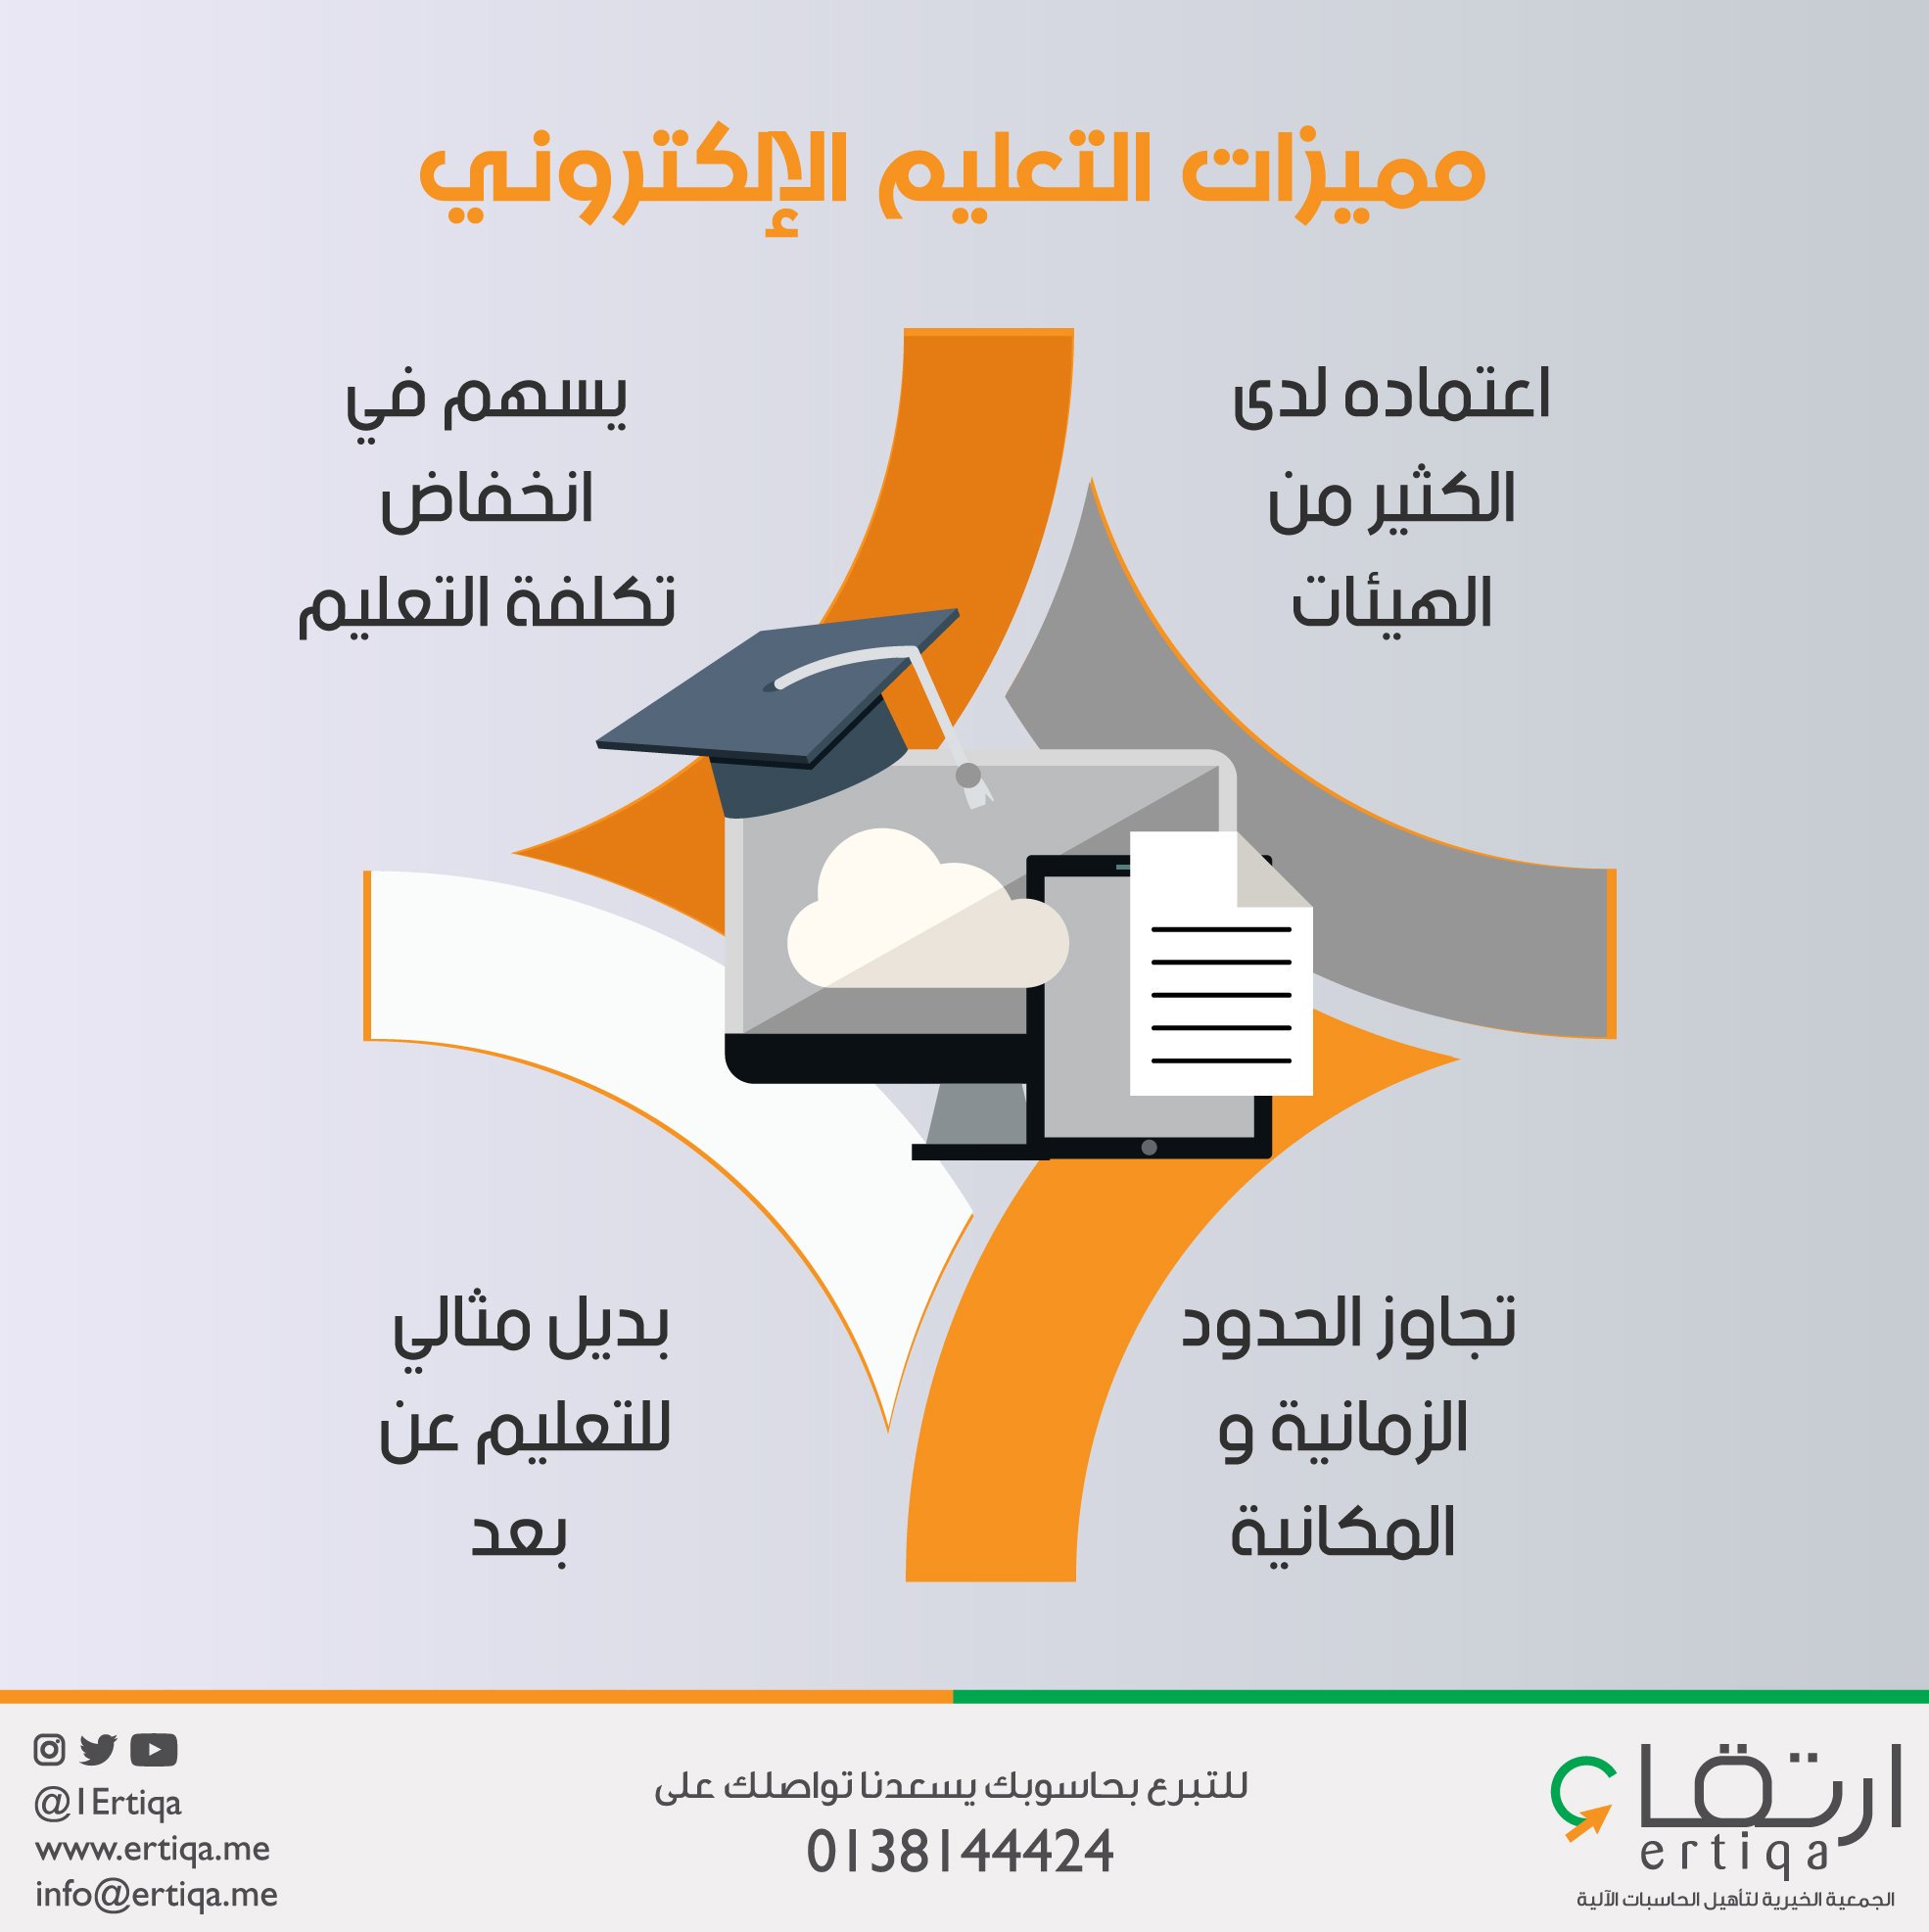 مميزات التعليم الإلكتروني
اعتماده لدى
الكثير من
الهيئات
يسهم في
انخفاض
تكلفة التعليم
تجاوز الحدود
الزمانية و
المكانية
بديل مثالي
للتعليم عن
بعد
ارتقاء
ertiqa
الجمعية الخيرية لتأهيل الحاسبات الآلية
للتبرع بحاسوبك يسعدنا تواصلك على
0138144424
@1Ertiqa
www.ertiqa.me
info@ertiqa.me